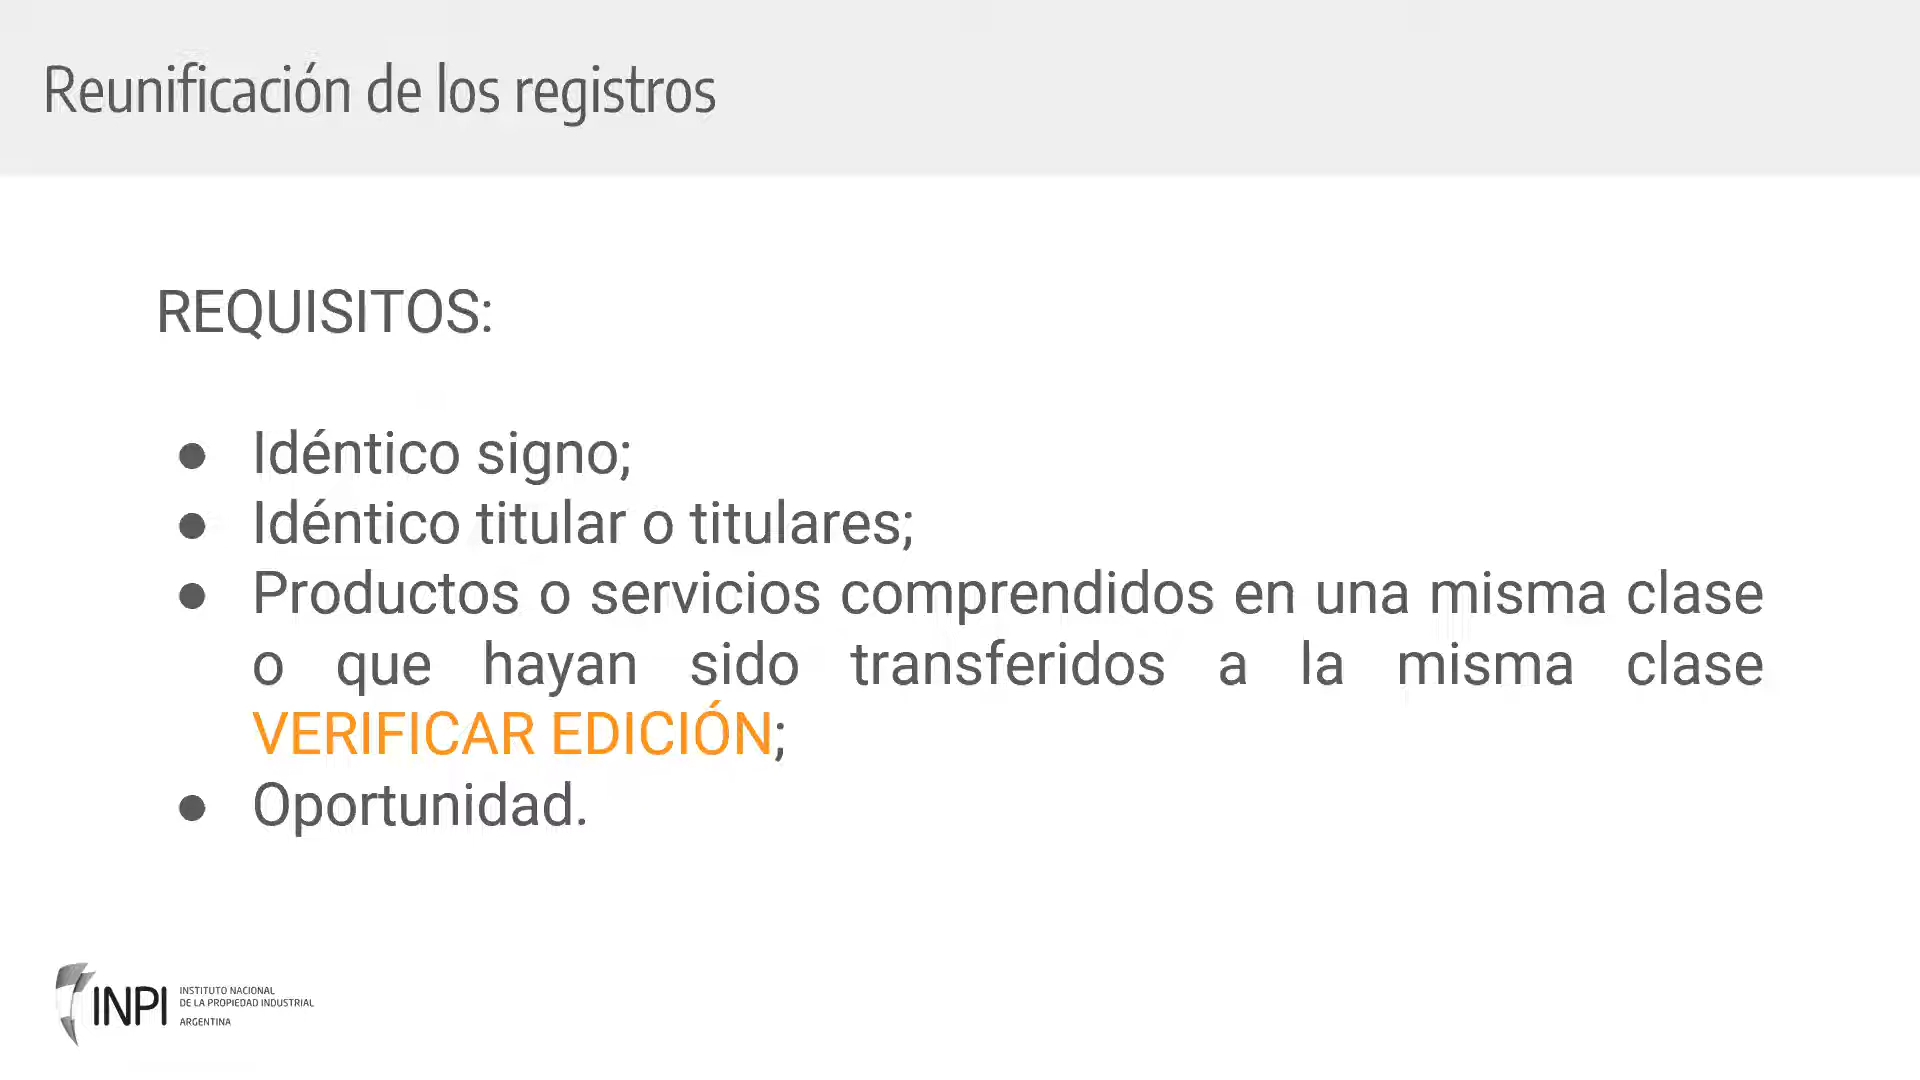 Reunificación de los registros
REQUISITOS:
● Idéntico signo;
● Idéntico titular o titulares;
● Productos o servicios comprendidos en una misma clase
o que hayan sido transferidos a la misma clase
VERIFICAR EDICIÓN;
● Oportunidad.
INPI
INSTITUTO NACIONAL
DE LA PROPIEDAD INDUSTRIAL
ARGENTINA